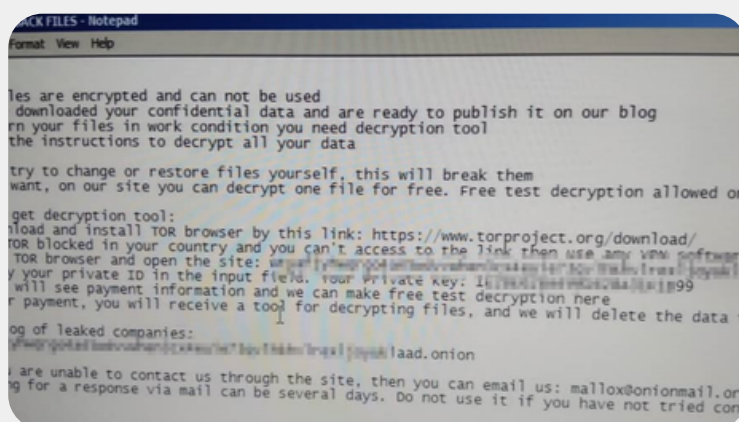 ACK FILES - Notepad
Format View Help
les are encrypted and can not be used
downloaded your confidential data and are ready to publish it on our blog
rn your files in work condition you need decryption tool
the instructions to decrypt all your data
try to change or restore files yourself, this will break them
want, on our site you can decrypt one file for free. Free test decryption allowed o
get decryption tool:
load and install TOR browser by this link: https://www.torproject.org/download/
TOR blocked in your country and you can't access to the link then use any VPN software
TOR browser and open the site:
y your private ID in the input field. Your Private key: 99
will see payment information and we can make free test decryption here
r payment, you will receive a tool for decrypting files, and we will delete the data
og of leaked companies:
laad.onion
are unable to contact us through the site, then you can email us: mallox@onionmail.or
ng for a response via mail can be several days. Do not use it if you have not tried con